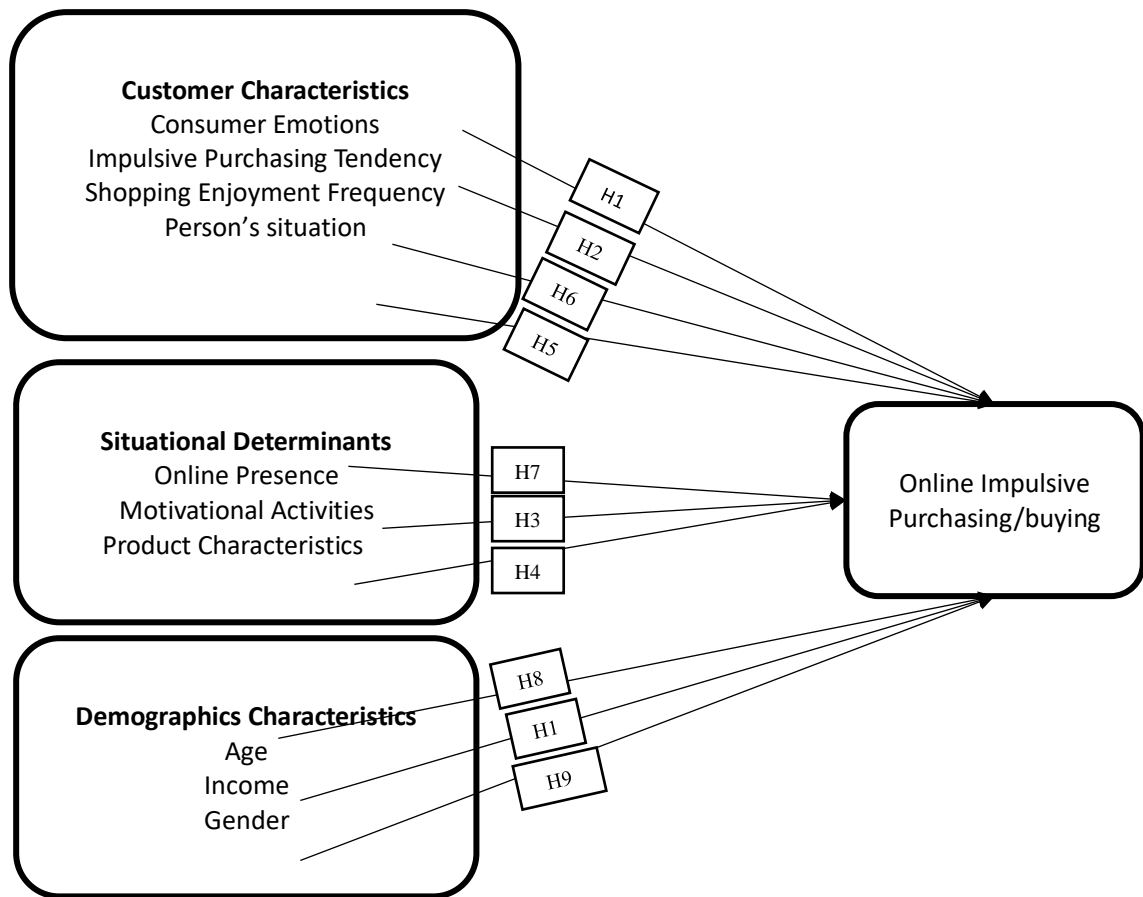 Customer Characteristics
Consumer Emotions
Impulsive Purchasing Tendency
Shopping Enjoyment Frequency
Person's situation
H1
H2
H6
H5
Situational Determinants
Online Presence
Motivational Activities
Product Characteristics
H7
H3
H4
Online Impulsive
Purchasing/buying
Demographics Characteristics
Age
Income
Gender
H8
H1
H9